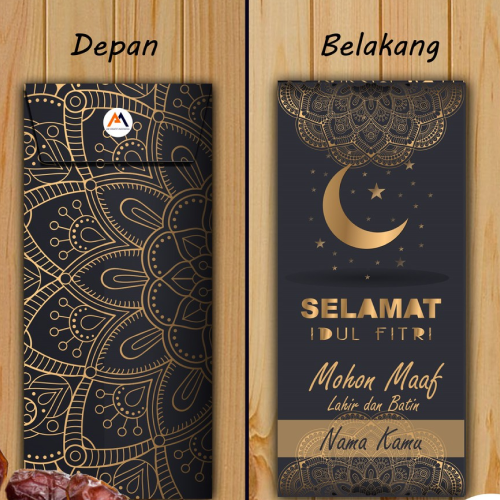 Depan
Belakang
SELAMAT
IDUL FITRI
Mohon Maaf
Lahir dan Batin
Nama Kamu